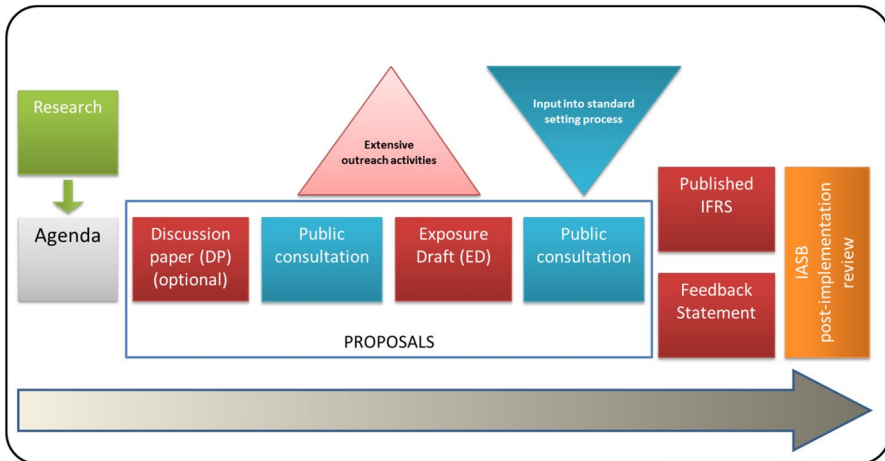 Research
Agenda
Extensive
outreach activities
Input into standard
setting process
Discussion
paper (DP)
(optional)
Public
consultation
Exposure
Draft (ED)
Public
consultation
PROPOSALS
Published
IFRS
Feedback
Statement
IASB
post-implementation
review